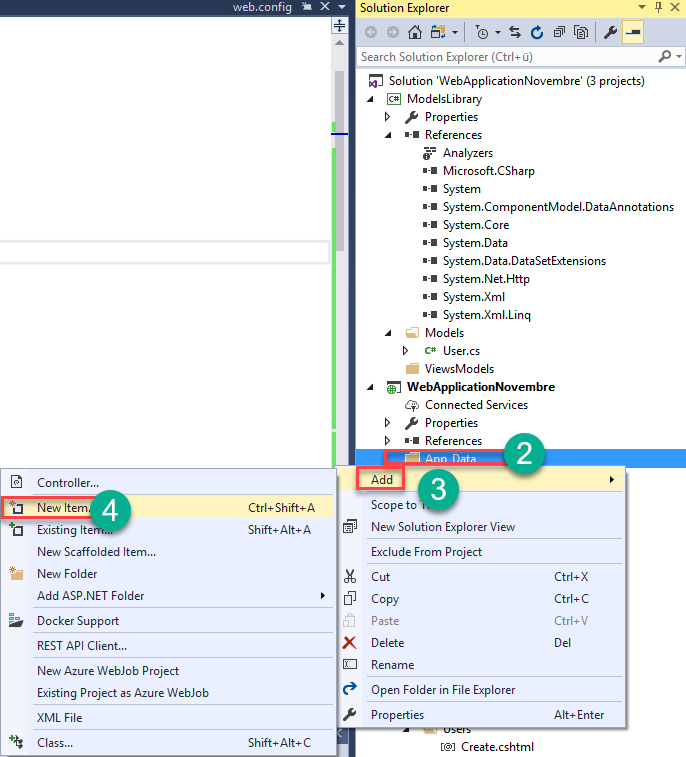 web.config
Solution Explorer
Search Solution Explorer (Ctrl+ü)
Solution 'WebApplicationNovembre' (3 projects)
ModelsLibrary
Properties
References
Analyzers
Microsoft.CSharp
System
System.ComponentModel.DataAnnotations
System.Core
System.Data
System.Data.DataSetExtensions
System.Net.Http
System.Xml
System.Xml.Linq
Models
C# User.cs
ViewsModels
WebApplicationNovembre
Connected Services
Properties
References
App_Data
2
Add
3
Scope to
New Solution Explorer View
Exclude From Project
Cut Ctrl+X
Copy Ctrl+C
Paste Ctrl+V
Delete Del
Rename
Open Folder in File Explorer
Properties Alt+Enter
Controller...
New Item... Ctrl+Shift+A
4
Existing Item... Shift+Alt+A
New Scaffolded Item...
New Folder
Add ASP.NET Folder
Docker Support
REST API Client...
New Azure WebJob Project
Existing Project as Azure WebJob
XML File
Class... Shift+Alt+C
Users
Create.cshtml